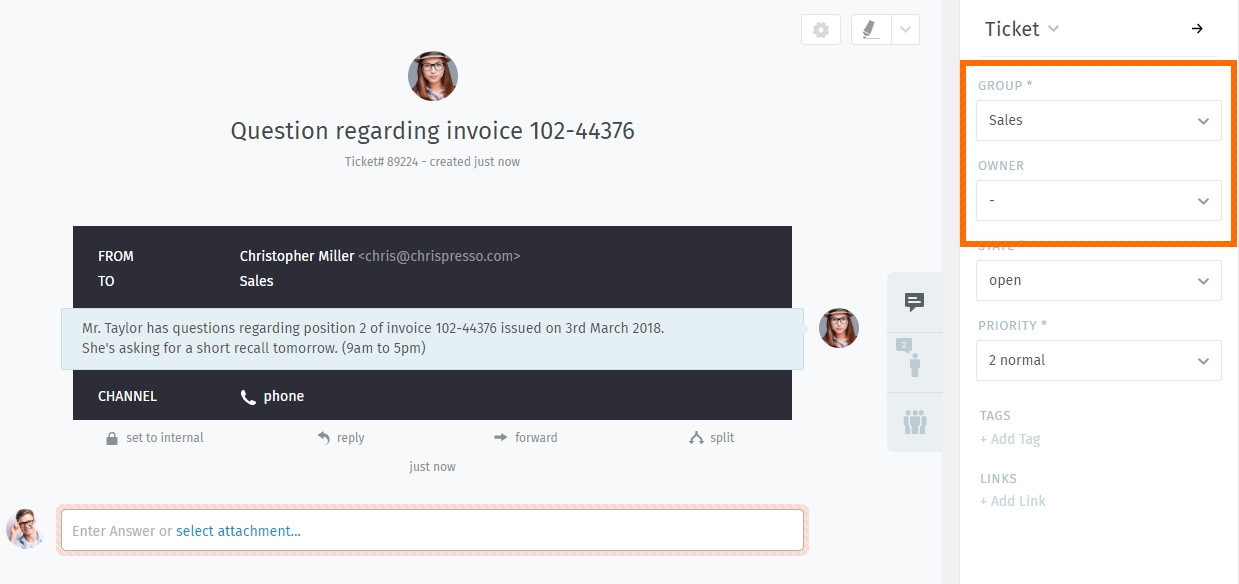 Ticket
Question regarding invoice 102-44376
Ticket# 89224 - created just now
FROM Christopher Miller <chris@chrispresso.com>
TO Sales
Mr. Taylor has questions regarding position 2 of invoice 102-44376 issued on 3rd March 2018.
She's asking for a short recall tomorrow. (9am to 5pm)
CHANNEL phone
set to internal reply forward split
just now
Enter Answer or select attachment...
2
GROUP *
Sales
OWNER
-
STATE *
open
PRIORITY *
2 normal
TAGS
+ Add Tag
LINKS
+ Add Link